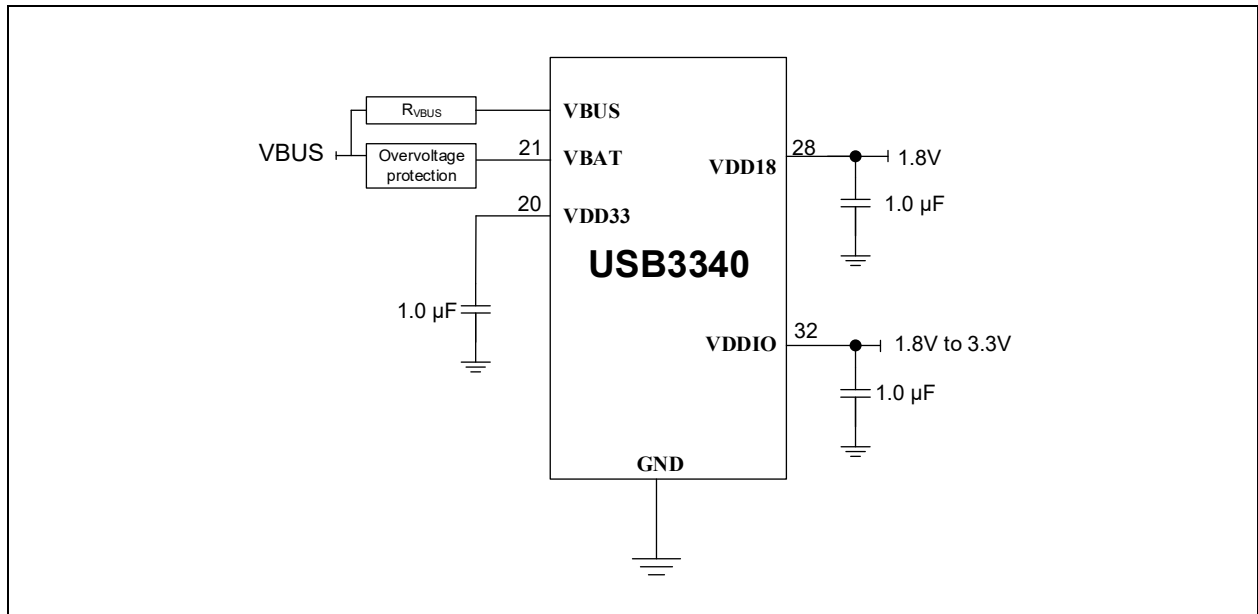 R_VBUS VBUS
VBUS Overvoltage protection 21 VBAT
20 VDD33
1.0 µF
USB3340
28 VDD18 1.8V
1.0 µF
32 VDDIO 1.8V to 3.3V
1.0 µF
GND